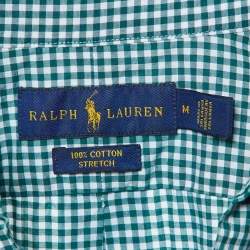 RALPH LAUREN
M
100% COTTON
STRETCH